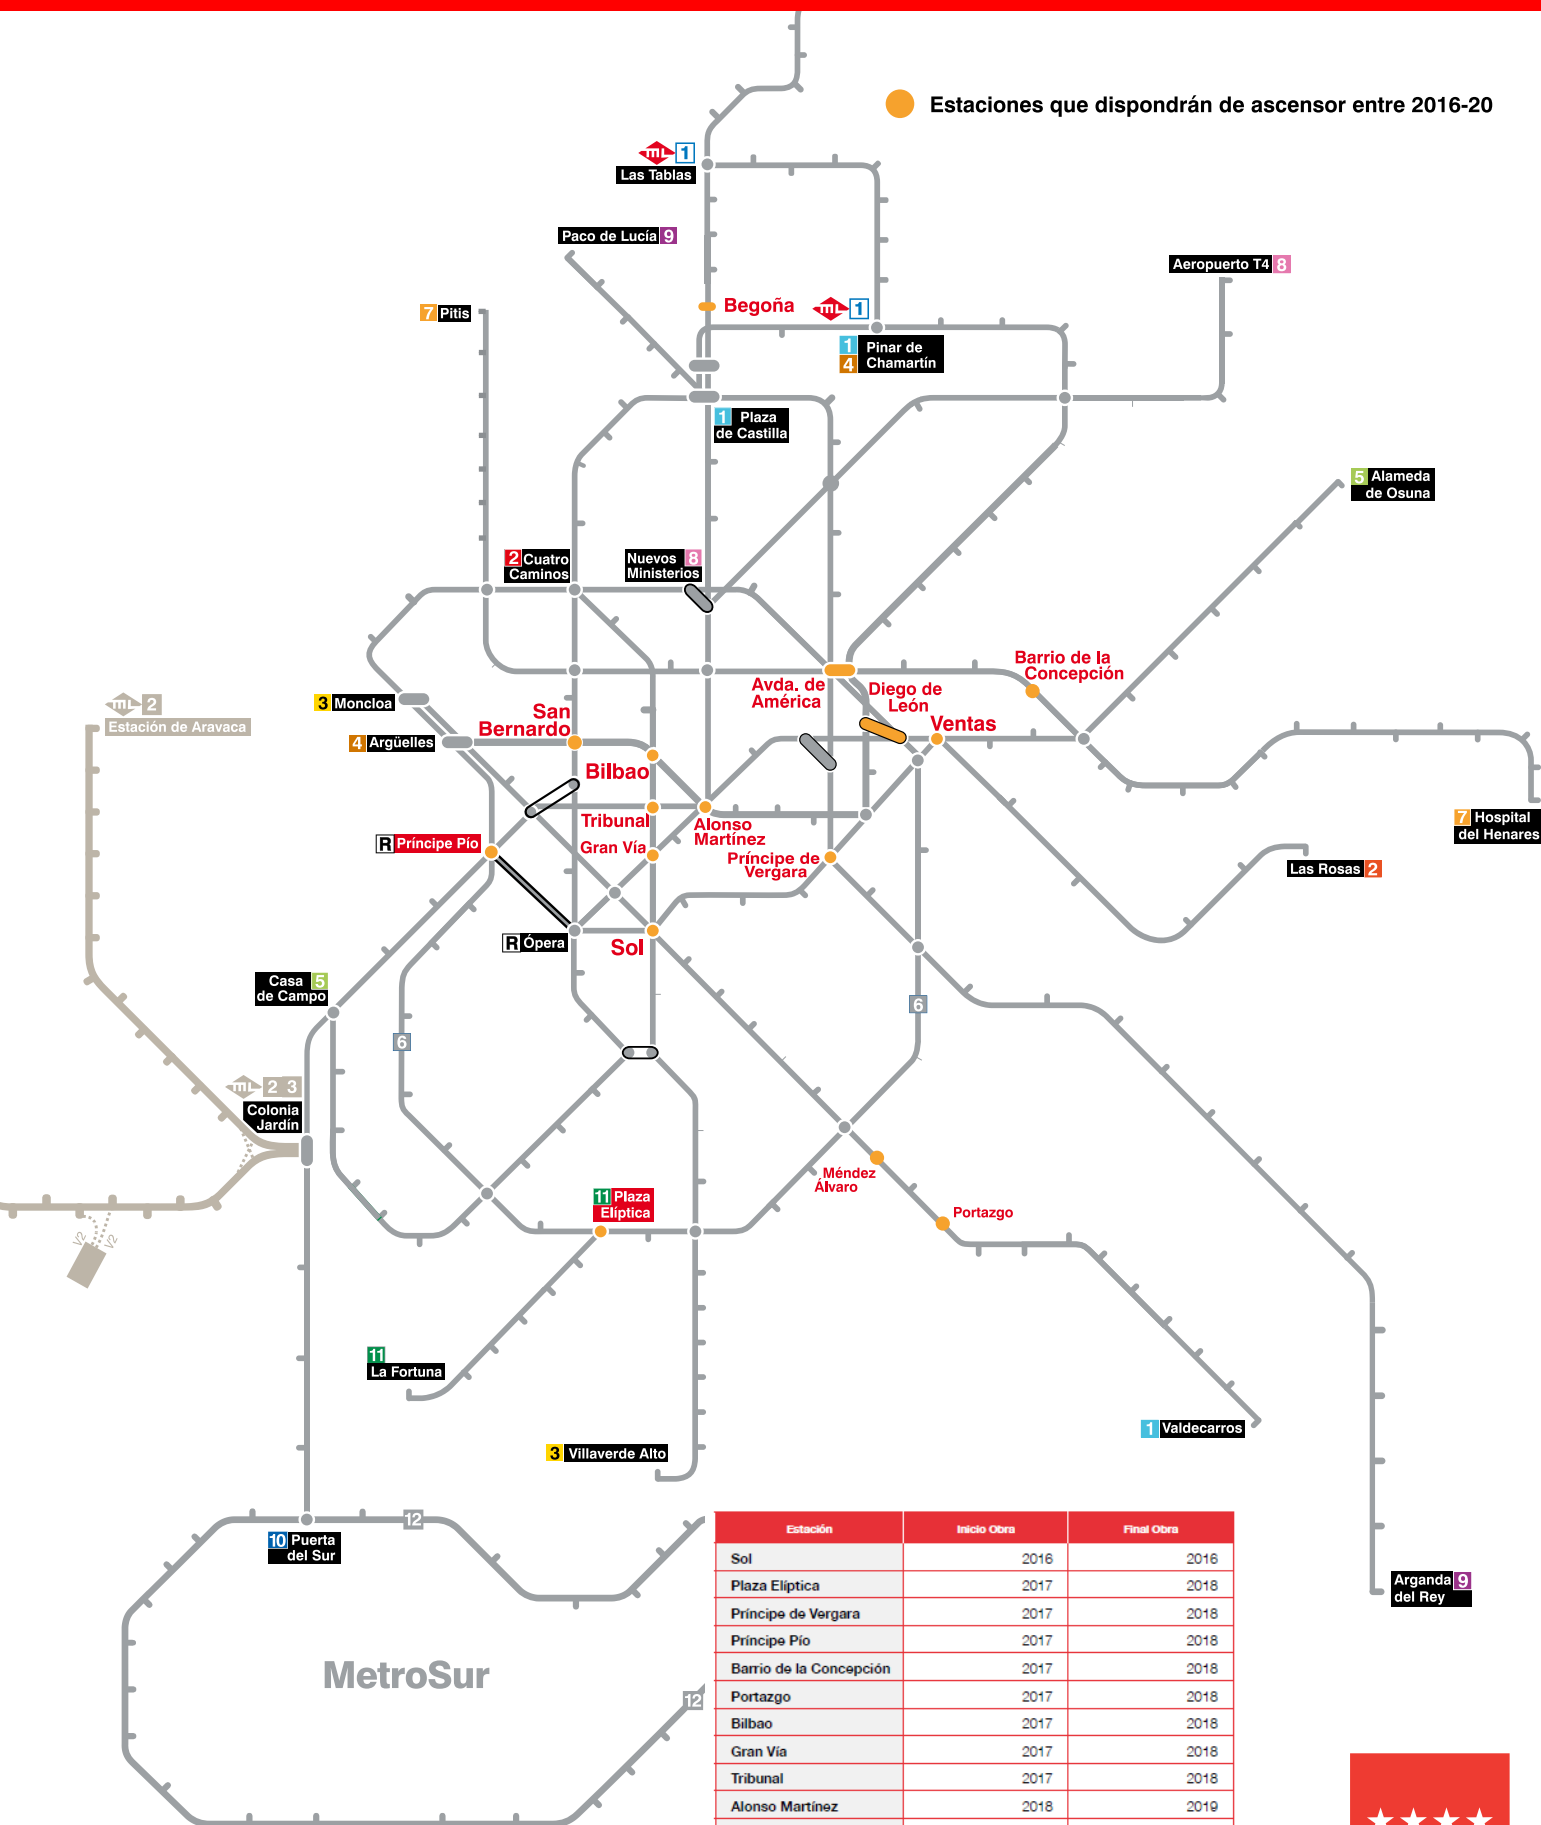 Estaciones que dispondrán de ascensor entre 2016-20
mL 1
Las Tablas
Paco de Lucía 9
Aeropuerto T4 8
7 Pitis
Begoña
mL 1
1 Pinar de
4 Chamartín
1 Plaza
de Castilla
5 Alameda
de Osuna
2 Cuatro
Caminos
Nuevos 8
Ministerios
Barrio de la
Concepción
Avda. de
América
Diego de
León
Ventas
mL 2
Estación de Aravaca
3 Moncloa
San
Bernardo
4 Argüelles
Bilbao
Tribunal
Alonso
Martínez
7 Hospital
del Henares
R Príncipe Pío
Gran Vía
Príncipe de
Vergara
Las Rosas 2
R Ópera
Sol
Casa 5
de Campo
6
6
mL 2 3
Colonia
Jardín
Méndez
Álvaro
11 Plaza
Elíptica
Portazgo
V2
V2
11
La Fortuna
1 Valdecarros
3 Villaverde Alto
12
10 Puerta
del Sur
Arganda 9
del Rey
MetroSur
12
Estación Inicio Obra Final Obra
Sol 2016 2016
Plaza Elíptica 2017 2018
Príncipe de Vergara 2017 2018
Príncipe Pío 2017 2018
Barrio de la Concepción 2017 2018
Portazgo 2017 2018
Bilbao 2017 2018
Gran Vía 2017 2018
Tribunal 2017 2018
Alonso Martínez 2018 2019